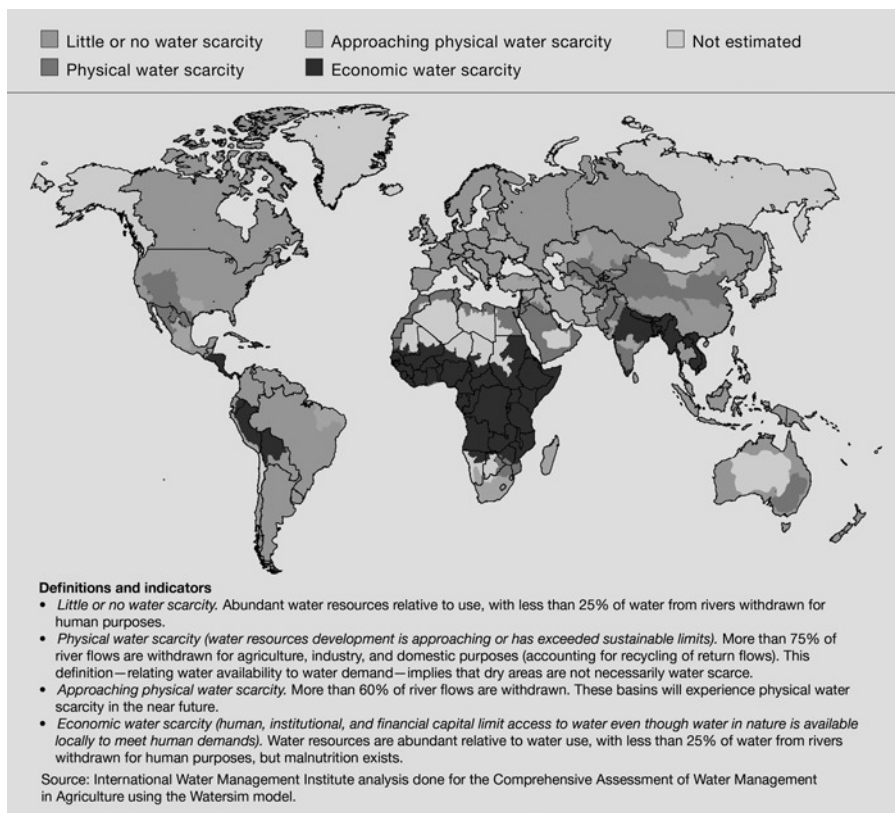 Little or no water scarcity
Approaching physical water scarcity
Not estimated
Physical water scarcity
Economic water scarcity
Definitions and indicators
• Little or no water scarcity. Abundant water resources relative to use, with less than 25% of water from rivers withdrawn for
human purposes.
• Physical water scarcity (water resources development is approaching or has exceeded sustainable limits). More than 75% of
river flows are withdrawn for agriculture, industry, and domestic purposes (accounting for recycling of return flows). This
definition—relating water availability to water demand—implies that dry areas are not necessarily water scarce.
• Approaching physical water scarcity. More than 60% of river flows are withdrawn. These basins will experience physical water
scarcity in the near future.
• Economic water scarcity (human, institutional, and financial capital limit access to water even though water in nature is available
locally to meet human demands). Water resources are abundant relative to water use, with less than 25% of water from rivers
withdrawn for human purposes, but malnutrition exists.
Source: International Water Management Institute analysis done for the Comprehensive Assessment of Water Management
in Agriculture using the Watersim model.